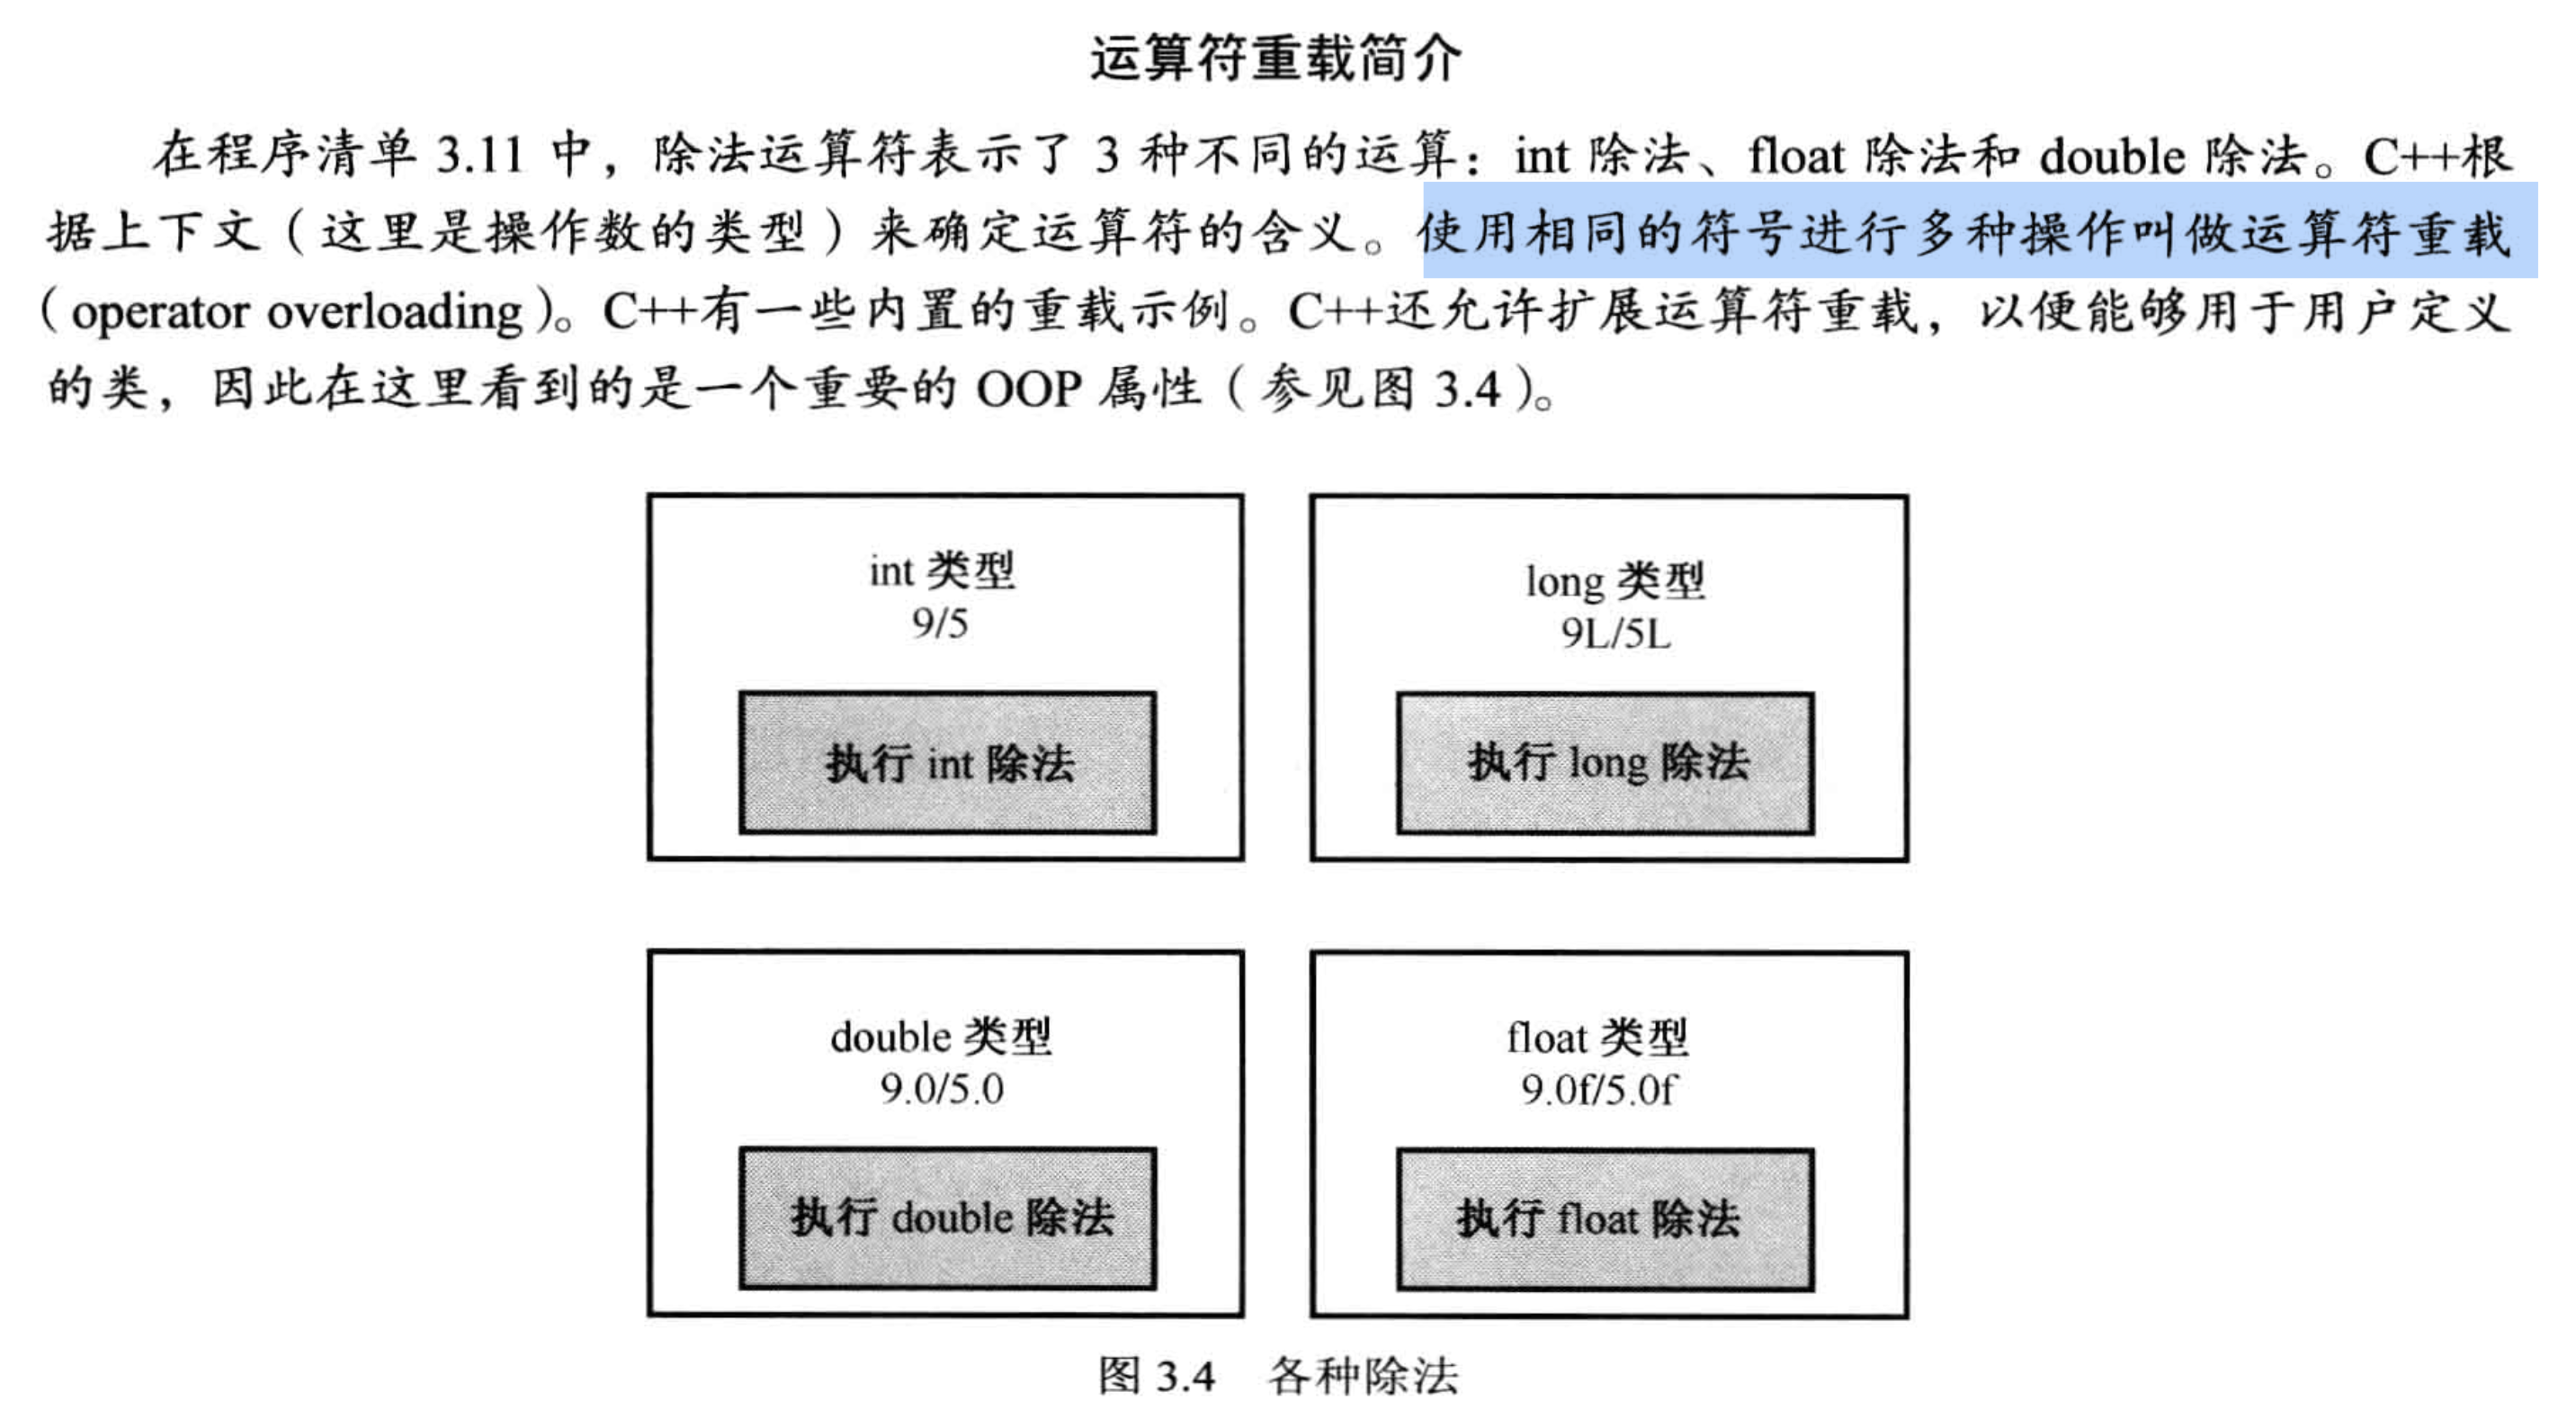 运算符重载简介
在程序清单 3.11 中，除法运算符表示了 3 种不同的运算：int 除法、float 除法和 double 除法。C++根
据上下文（这里是操作数的类型）来确定运算符的含义。使用相同的符号进行多种操作叫做运算符重载
（operator overloading）。C++有一些内置的重载示例。C++还允许扩展运算符重载，以便能够用于用户定义
的类，因此在这里看到的是一个重要的 OOP 属性（参见图 3.4）。
int 类型
9/5
执行 int 除法
long 类型
9L/5L
执行 long 除法
double 类型
9.0/5.0
执行 double 除法
float 类型
9.0f/5.0f
执行 float 除法
图 3.4 各种除法